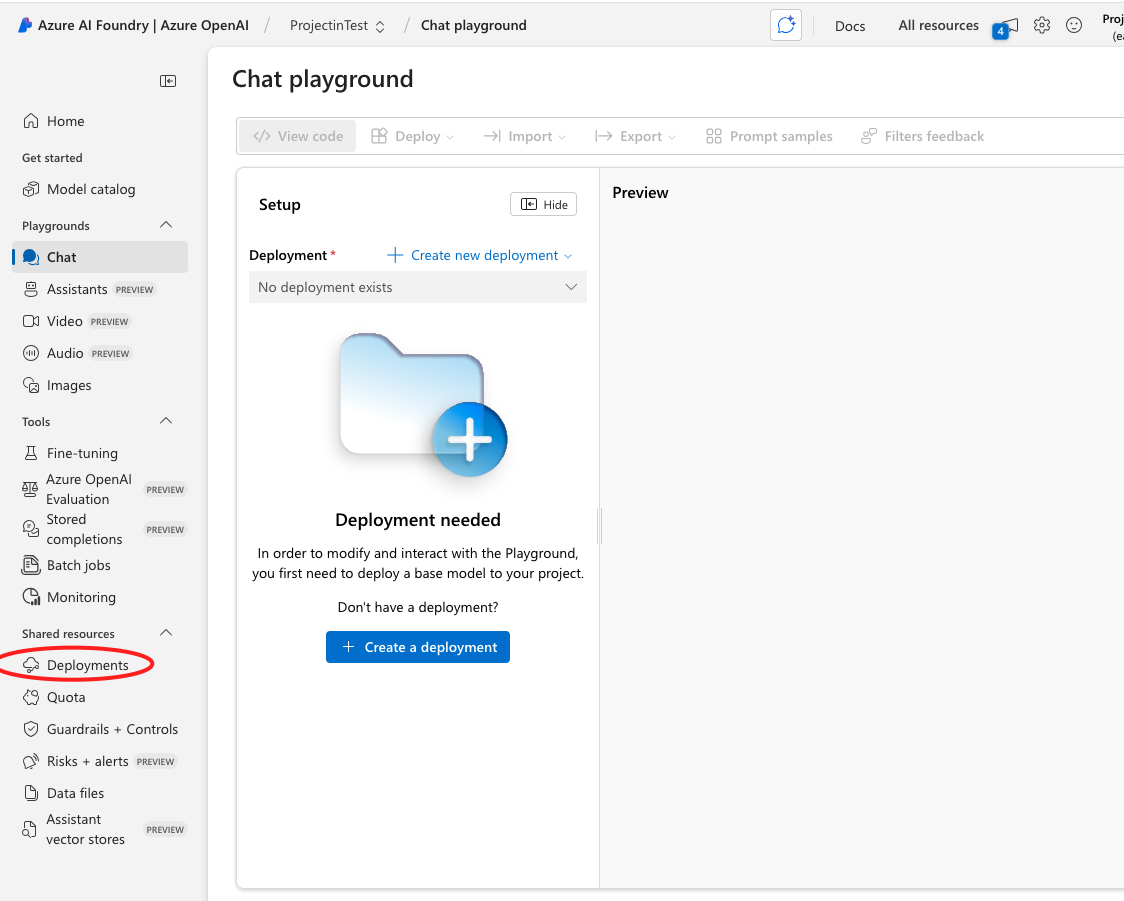 Azure AI Foundry | Azure OpenAI / ProjectinTest / Chat playground Docs All resources 4
Home
Get started
Model catalog
Playgrounds
Chat
Assistants PREVIEW
Video PREVIEW
Audio PREVIEW
Images
Tools
Fine-tuning
Azure OpenAI
Evaluation PREVIEW
Stored
completions PREVIEW
Batch jobs
Monitoring
Shared resources
Deployments
Quota
Guardrails + Controls
Risks + alerts PREVIEW
Data files
Assistant
vector stores PREVIEW
Chat playground
View code Deploy Import Export Prompt samples Filters feedback
Setup Hide
Deployment * Create new deployment
No deployment exists
Deployment needed
In order to modify and interact with the Playground,
you first need to deploy a base model to your project.
Don't have a deployment?
Create a deployment
Preview